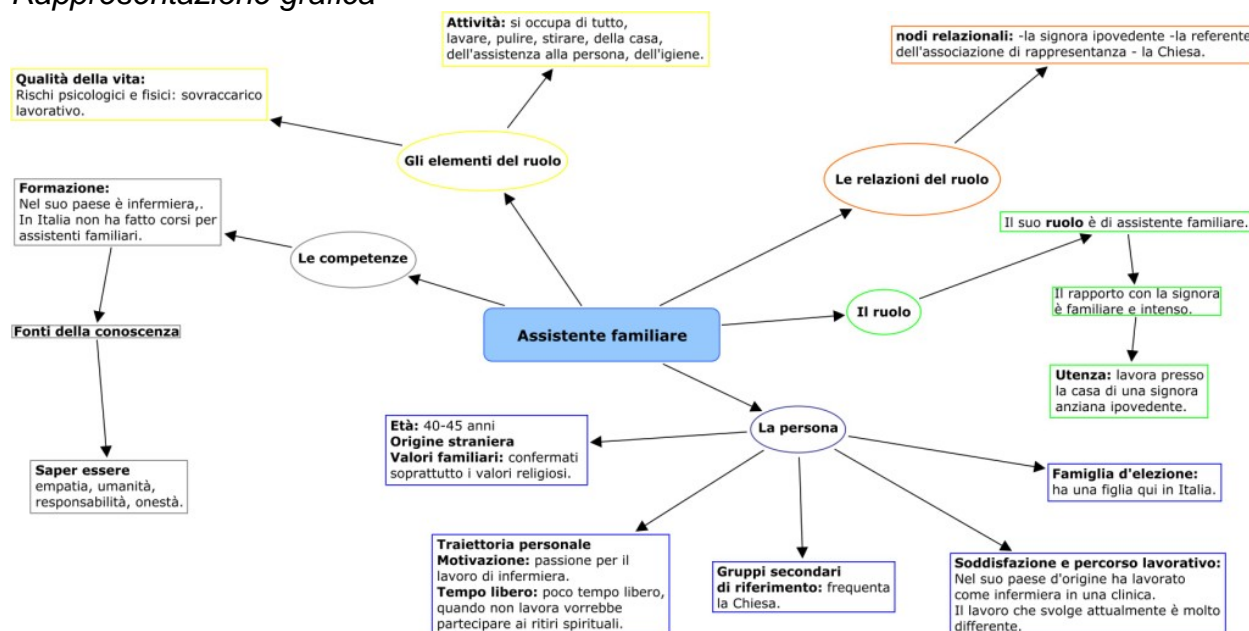 Rappresentazione grafica
Attività: si occupa di tutto,
lavare, pulire, stirare, della casa,
dell'assistenza alla persona, dell'igiene.
nodi relazionali: -la signora ipovedente -la referente
dell'associazione di rappresentanza - la Chiesa.
Qualità della vita:
Rischi psicologici e fisici: sovraccarico
lavorativo.
Gli elementi del ruolo
Le relazioni del ruolo
Formazione:
Nel suo paese è infermiera,.
In Italia non ha fatto corsi per
assistenti familiari.
Le competenze
Il suo ruolo è di assistente familiare.
Il rapporto con la signora
è familiare e intenso.
Il ruolo
Fonti della conoscenza
Assistente familiare
Utenza: lavora presso
la casa di una signora
anziana ipovedente.
Età: 40-45 anni
Origine straniera
Valori familiari: confermati
soprattutto i valori religiosi.
La persona
Saper essere
empatia, umanità,
responsabilità, onestà.
Famiglia d'elezione:
ha una figlia qui in Italia.
Traiettoria personale
Motivazione: passione per il
lavoro di infermiera.
Tempo libero: poco tempo libero,
quando non lavora vorrebbe
partecipare ai ritiri spirituali.
Gruppi secondari
di riferimento: frequenta
la Chiesa.
Soddisfazione e percorso lavorativo:
Nel suo paese d'origine ha lavorato
come infermiera in una clinica.
Il lavoro che svolge attualmente è molto
differente.